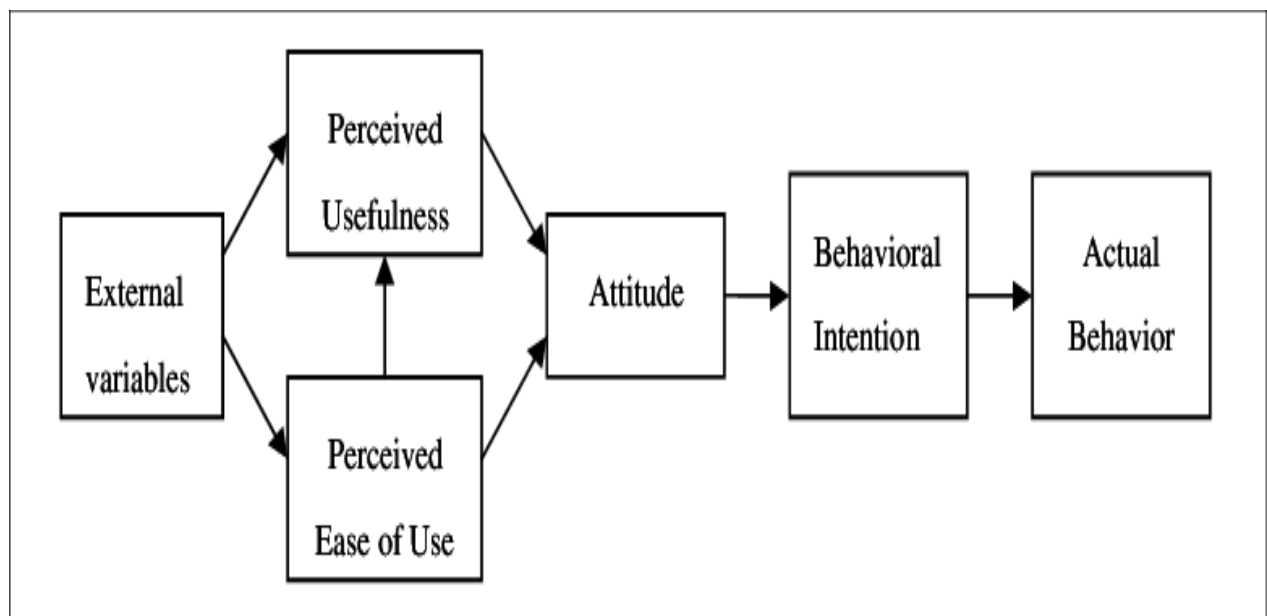 External
variables
Perceived
Usefulness
Perceived
Ease of Use
Attitude
Behavioral
Intention
Actual
Behavior